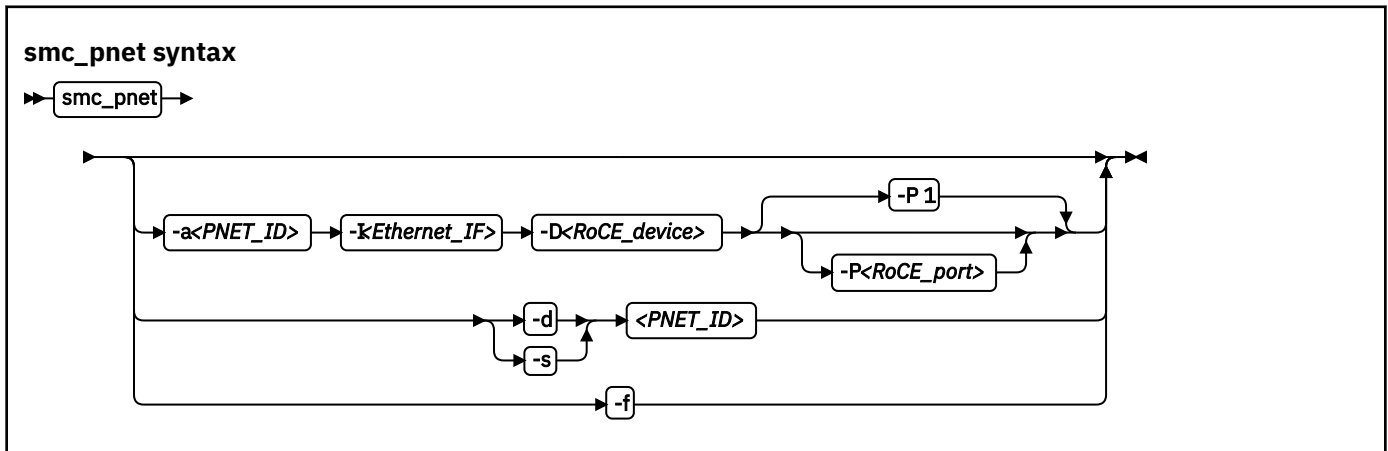 smc_pnet syntax
smc_pnet
-P 1
-a<PNET_ID> -I<Ethernet_IF> -D<RoCE_device>
-P<RoCE_port>
-d <PNET_ID>
-s
-f